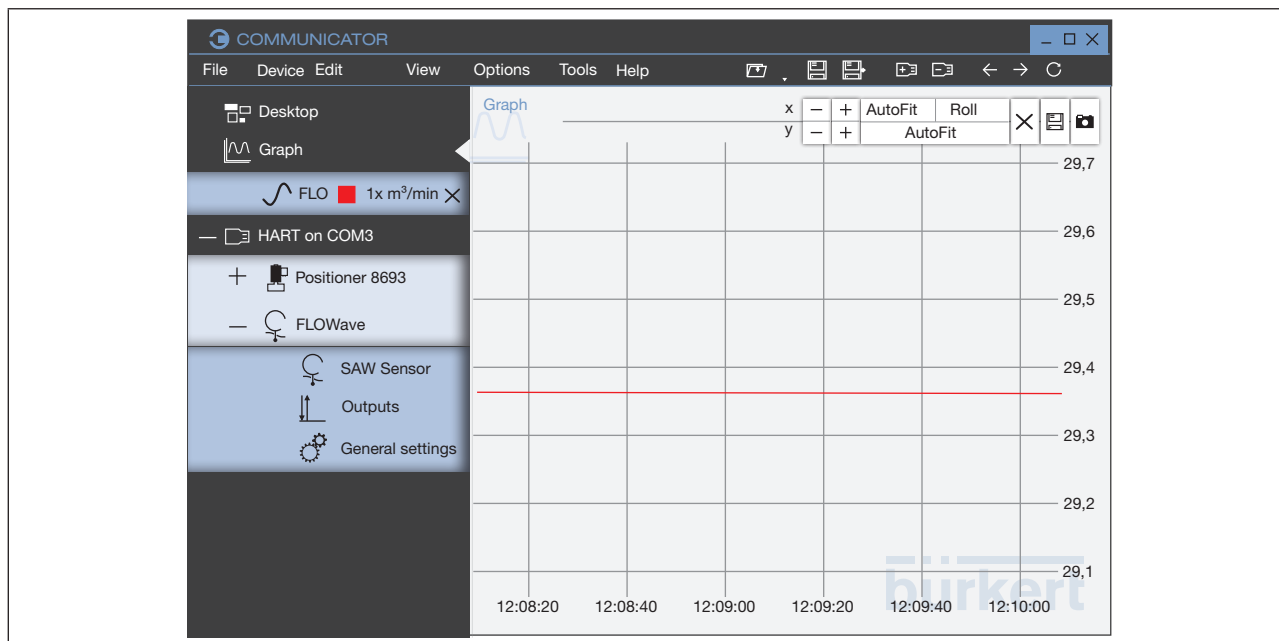 COMMUNICATOR
File Device Edit View Options Tools Help
Desktop
Graph
FLO 1x m³/min
HART on COM3
Positioner 8693
FLOWave
SAW Sensor
Outputs
General settings
Graph
x − + AutoFit Roll
y − + AutoFit
29,7
29,6
29,5
29,4
29,3
29,2
29,1
bürkert
12:08:20 12:08:40 12:09:00 12:09:20 12:09:40 12:10:00